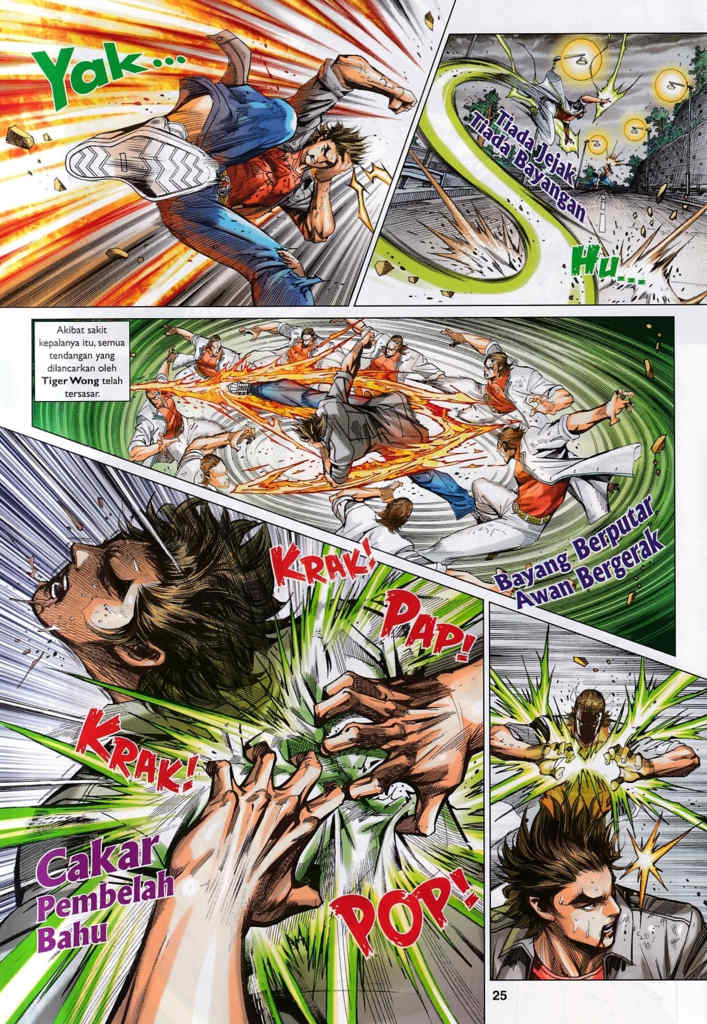 Yak...
Tiada Jejak
Tiada Bayangan
Hu...
Akibat sakit
kepalanya itu, semua
tendangan yang
dilancarkan oleh
Tiger Wong telah
tersasar.
Bayang Berputar
Awan Bergerak
KRAK!
PAP!
KRAK!
Cakar
Pembelah
Bahu
POP!
25